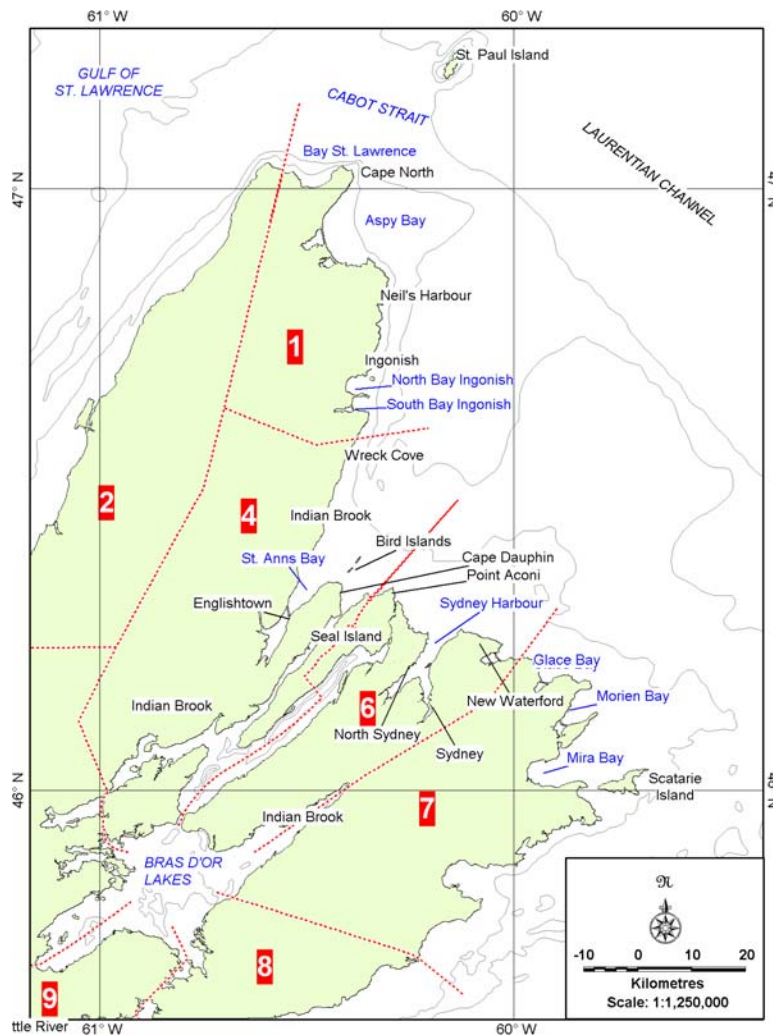 61° W
60° W
St. Paul Island
GULF OF
ST. LAWRENCE
CABOT STRAIT
LAURENTIAN CHANNEL
Bay St. Lawrence
Cape North
47° N
Aspy Bay
Neil's Harbour
1
Ingonish
North Bay Ingonish
South Bay Ingonish
Wreck Cove
2
4
Indian Brook
Bird Islands
St. Anns Bay
Cape Dauphin
Point Aconi
Englishtown
Sydney Harbour
Seal Island
Glace Bay
Indian Brook
6
New Waterford
Morien Bay
North Sydney
Sydney
Mira Bay
Scatarie
Island
46° N
7
Indian Brook
BRAS D'OR
LAKES
8
9
N
-10 0 10 20
Kilometres
Scale: 1:1,250,000
ttle River
61° W
60° W